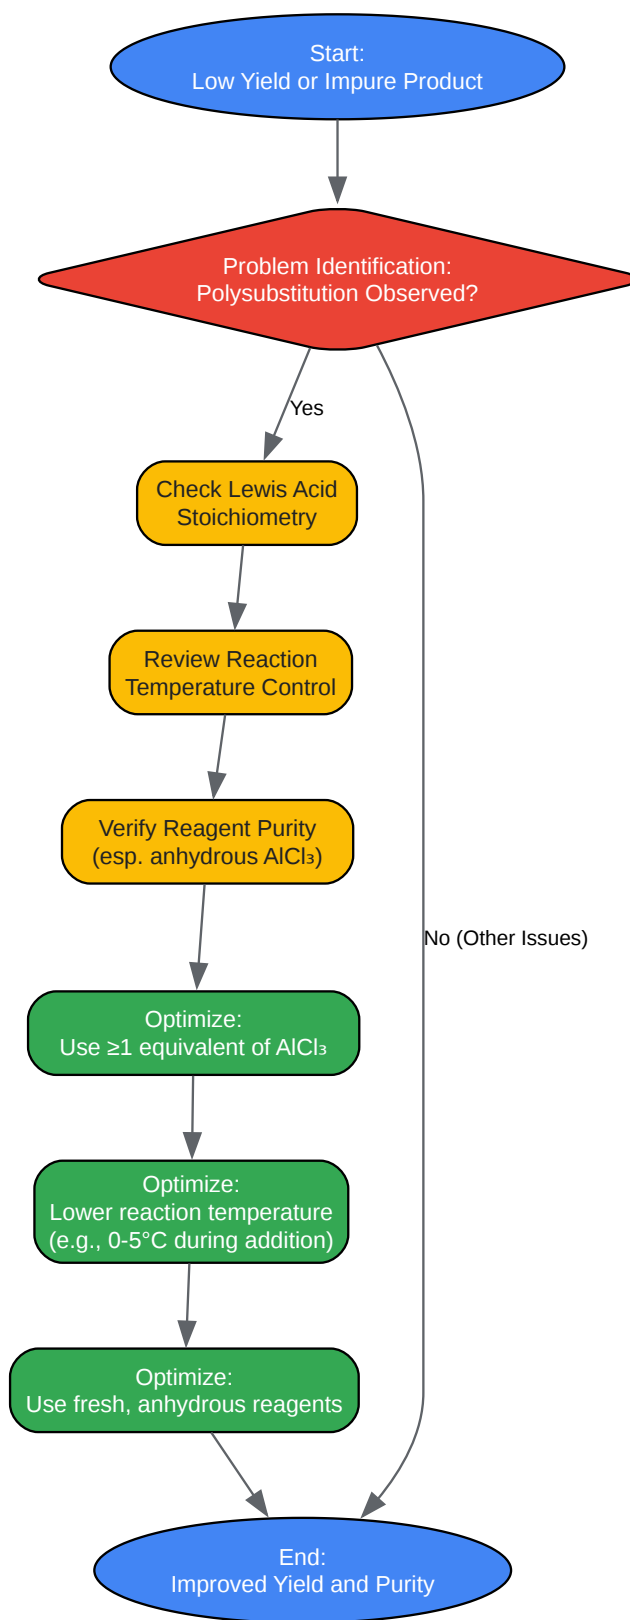 Start:
Low Yield or Impure Product
Problem Identification:
Polysubstitution Observed?
Yes
Check Lewis Acid
Stoichiometry
Review Reaction
Temperature Control
Verify Reagent Purity
(esp. anhydrous AlCl₃)
No (Other Issues)
Optimize:
Use ≥1 equivalent of AlCl₃
Optimize:
Lower reaction temperature
(e.g., 0-5°C during addition)
Optimize:
Use fresh, anhydrous reagents
End:
Improved Yield and Purity